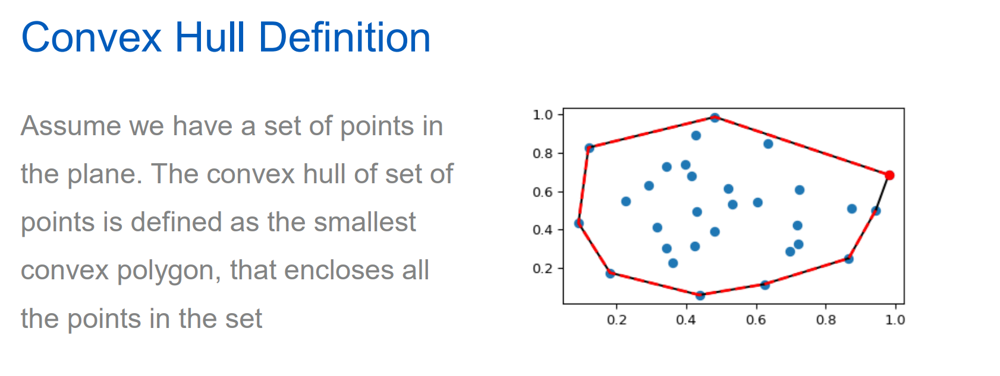 Convex Hull Definition
Assume we have a set of points in
the plane. The convex hull of set of
points is defined as the smallest
convex polygon, that encloses all
the points in the set
1.0
0.8
0.6
0.4
0.2
0.2 0.4 0.6 0.8 1.0